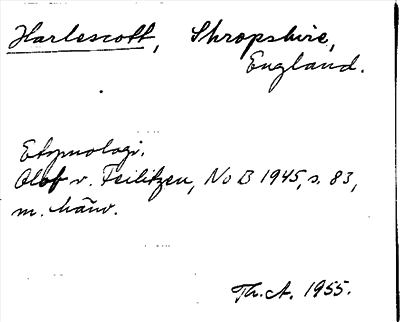 Harlescott, Shropshire,
England.
Etymologi.
Olof v. Feilitzen, NoB 1945, s. 83,
m. hänv.
Th. A. 1955.